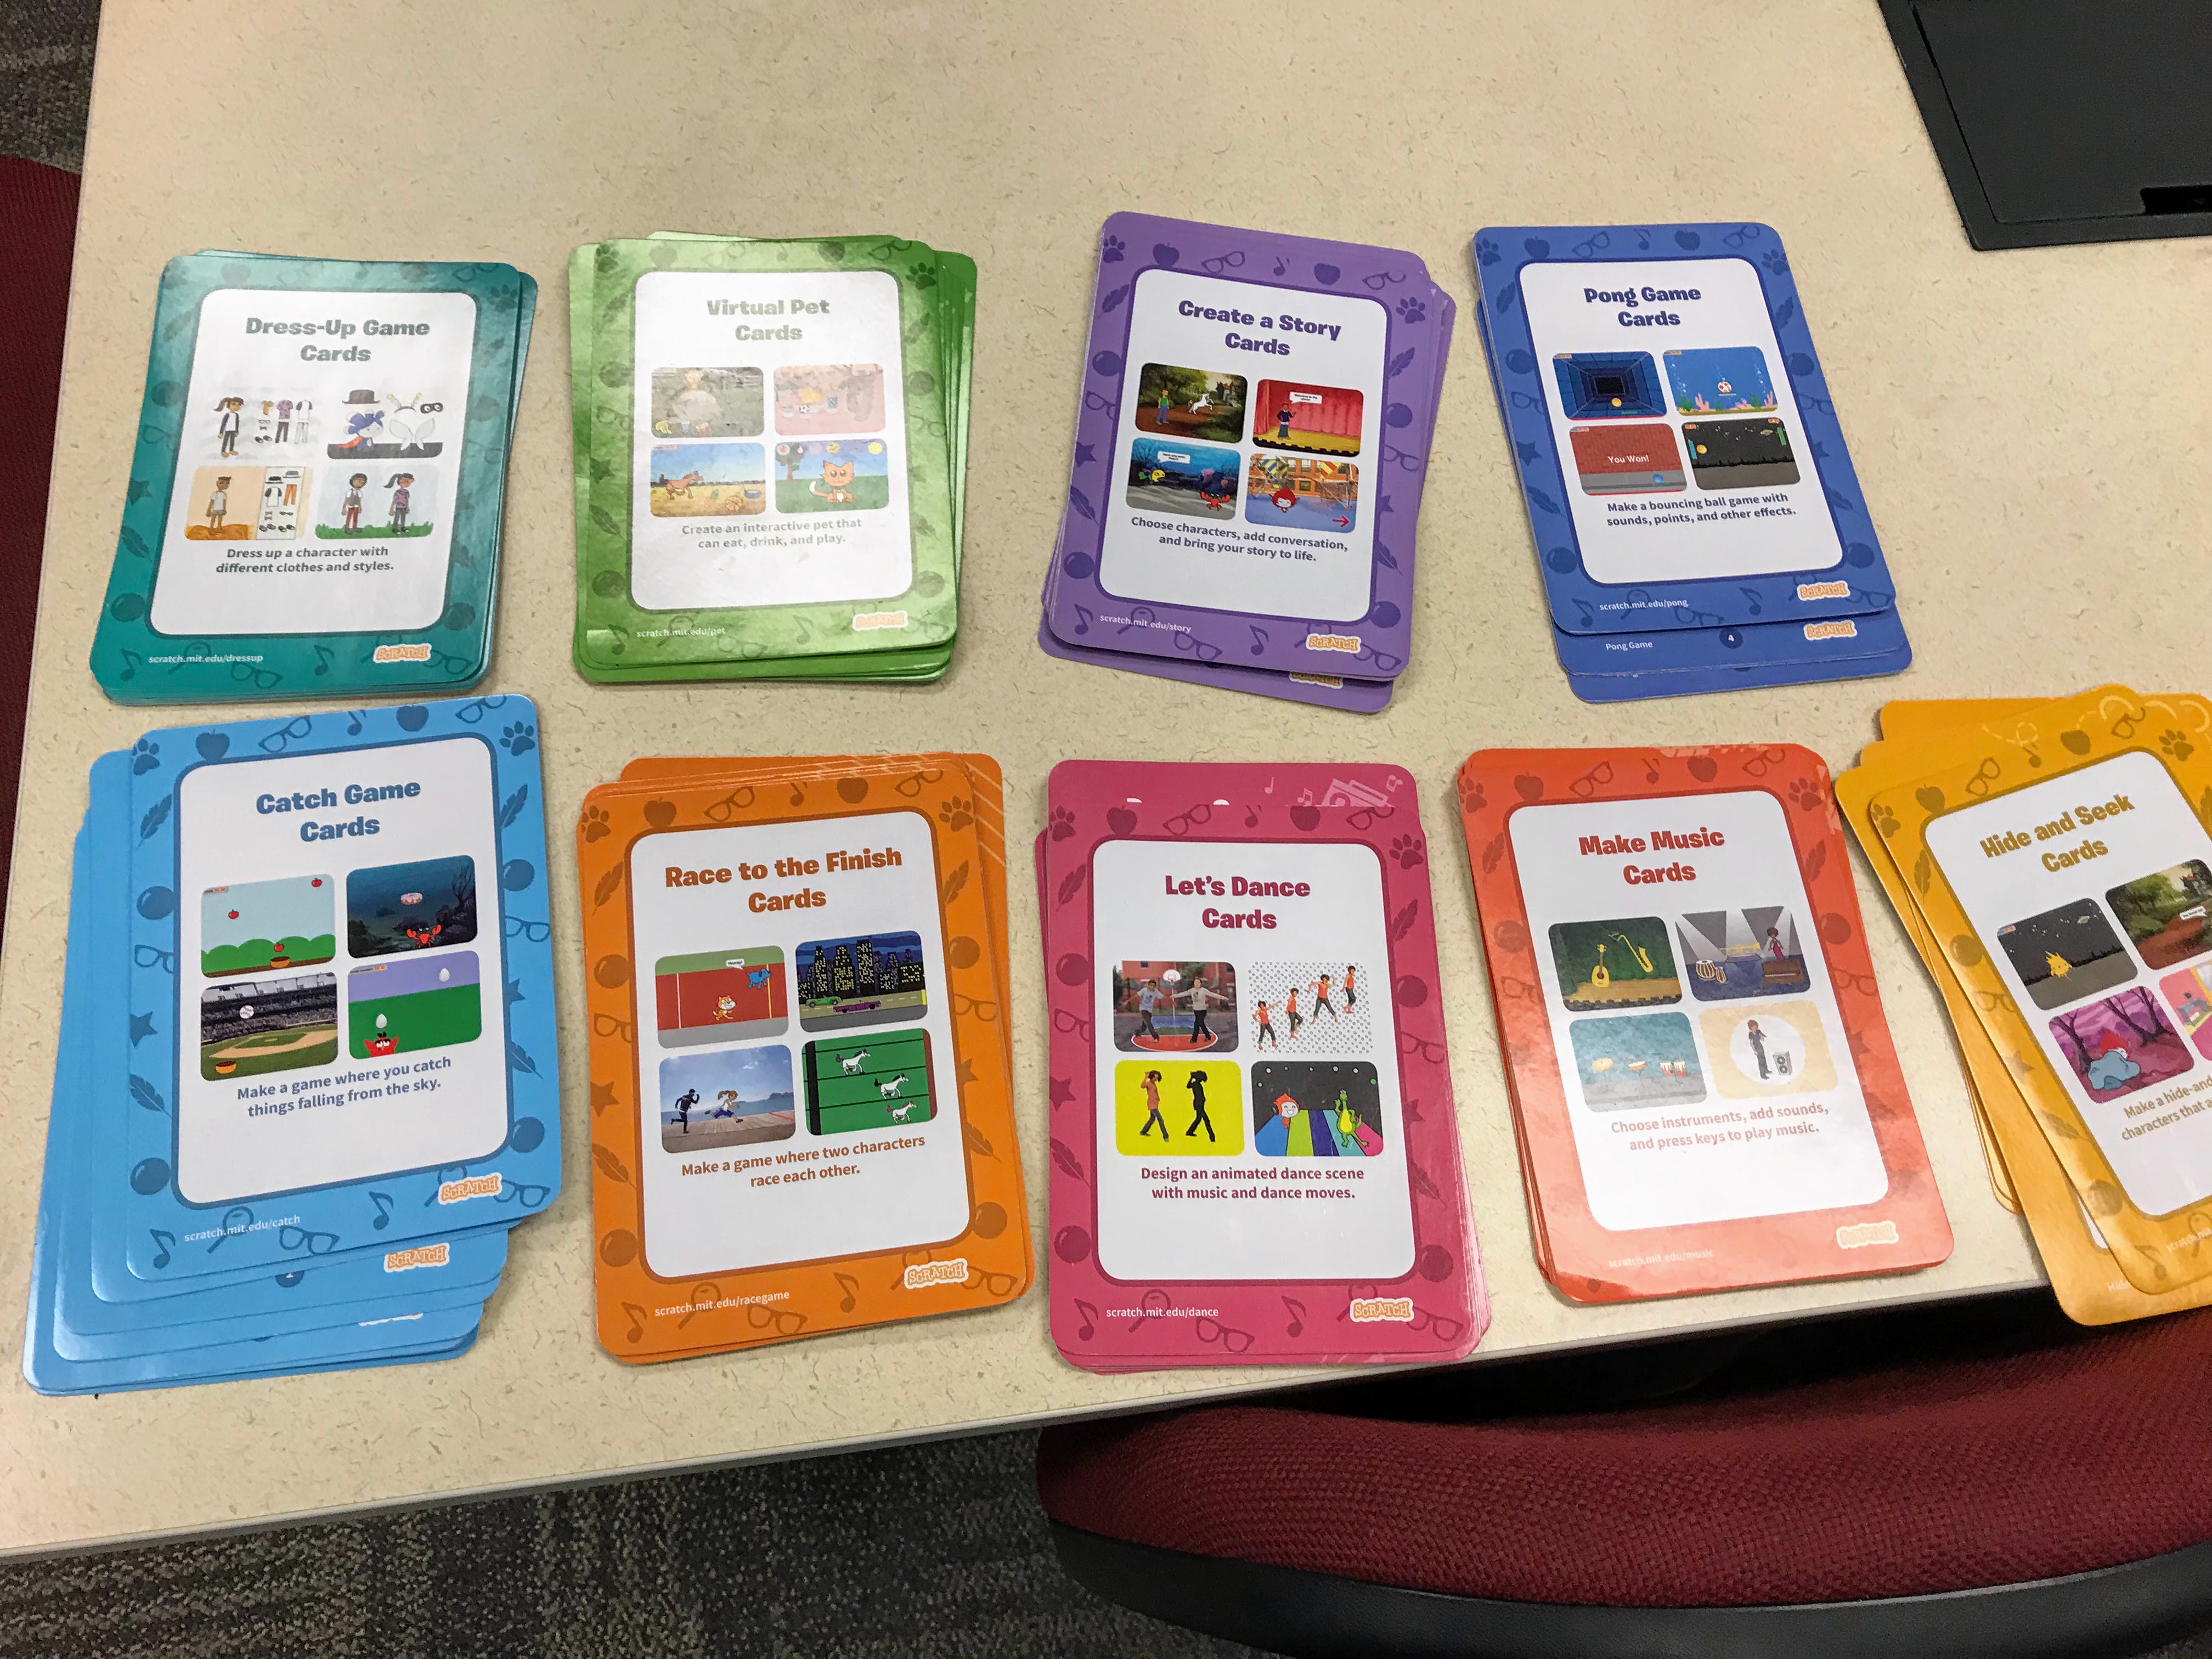 Dress-Up Game
Cards
Dress up a character with
different clothes and styles.
scratch.mit.edu/dressup
SCRATCH
Virtual Pet
Cards
Create an interactive pet that
can eat, drink, and play.
scratch.mit.edu/pet
SCRATCH
Create a Story
Cards
Choose characters, add conversation,
and bring your story to life.
scratch.mit.edu/story
SCRATCH
SCRATCH
Pong Game
Cards
You Won!
Make a bouncing ball game with
sounds, points, and other effects.
scratch.mit.edu/pong
SCRATCH
Pong Game
4
SCRATCH
Catch Game
Cards
Make a game where you catch
things falling from the sky.
scratch.mit.edu/catch
SCRATCH
SCRATCH
Race to the Finish
Cards
Make a game where two characters
race each other.
scratch.mit.edu/racegame
SCRATCH
Let's Dance
Cards
Design an animated dance scene
with music and dance moves.
scratch.mit.edu/dance
SCRATCH
Make Music
Cards
Choose instruments, add sounds,
and press keys to play music.
scratch.mit.edu/music
SCRATCH
Hide and Seek
Cards
Make a hide-and
characters that a